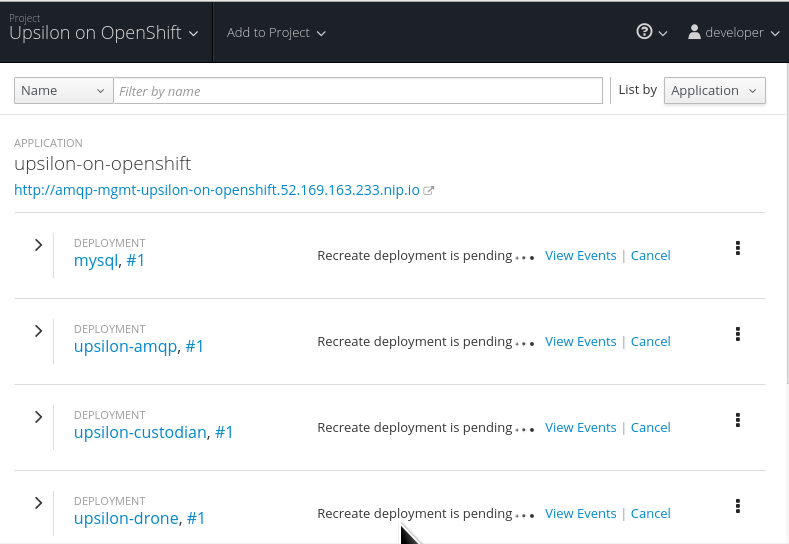 Project
Upsilon on OpenShift
Add to Project
developer
Name
Filter by name
List by
Application
APPLICATION
upsilon-on-openshift
http://amqp-mgmt-upsilon-on-openshift.52.169.163.233.nip.io
DEPLOYMENT
mysql, #1
Recreate deployment is pending... View Events | Cancel
DEPLOYMENT
upsilon-amqp, #1
Recreate deployment is pending... View Events | Cancel
DEPLOYMENT
upsilon-custodian, #1
Recreate deployment is pending... View Events | Cancel
DEPLOYMENT
upsilon-drone, #1
Recreate deployment is pending... View Events | Cancel